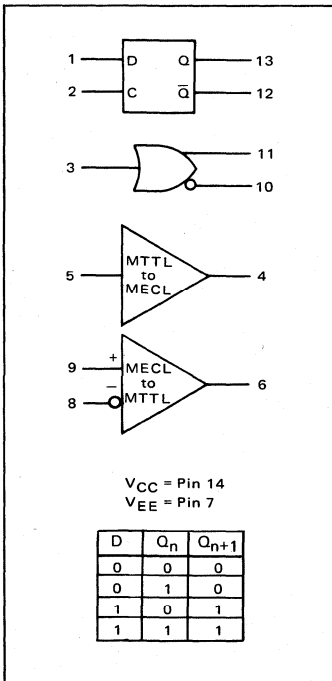 1 D Q 13
2 C Q̅ 12
11
3
10
MTTL
5 to 4
MECL
9 + MECL
to 6
8 − MTTL
VCC = Pin 14
VEE = Pin 7
D Qn Qn+1
0 0 0
0 1 0
1 0 1
1 1 1